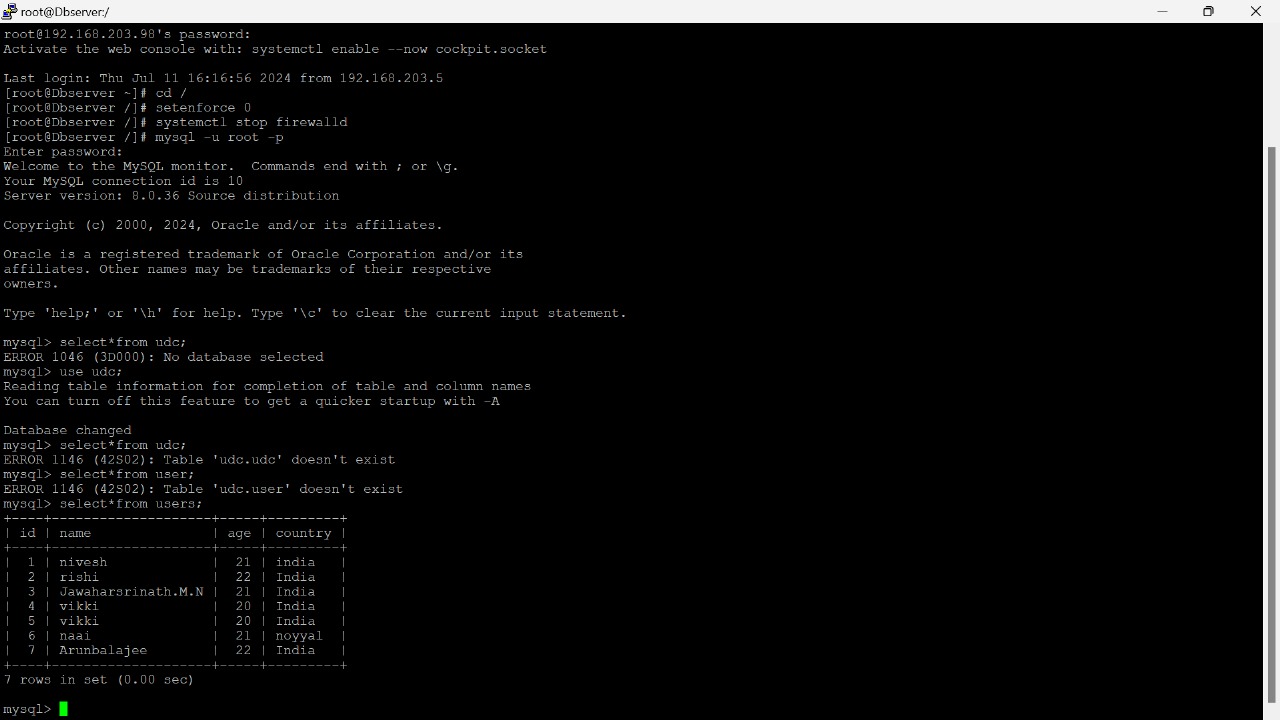 root@Dbserver:/
root@192.168.203.98's password:
Activate the web console with: systemctl enable --now cockpit.socket
Last login: Thu Jul 11 16:16:56 2024 from 192.168.203.5
[root@Dbserver ~]# cd /
[root@Dbserver /]# setenforce 0
[root@Dbserver /]# systemctl stop firewalld
[root@Dbserver /]# mysql -u root -p
Enter password:
Welcome to the MySQL monitor.  Commands end with ; or \g.
Your MySQL connection id is 10
Server version: 8.0.36 Source distribution
Copyright (c) 2000, 2024, Oracle and/or its affiliates.
Oracle is a registered trademark of Oracle Corporation and/or its
affiliates. Other names may be trademarks of their respective
owners.
Type 'help;' or '\h' for help. Type '\c' to clear the current input statement.
mysql> select*from udc;
ERROR 1046 (3D000): No database selected
mysql> use udc;
Reading table information for completion of table and column names
You can turn off this feature to get a quicker startup with -A
Database changed
mysql> select*from udc;
ERROR 1146 (42S02): Table 'udc.udc' doesn't exist
mysql> select*from user;
ERROR 1146 (42S02): Table 'udc.user' doesn't exist
mysql> select*from users;
+----+--------------------+-----+---------+
| id | name               | age | country |
+----+--------------------+-----+---------+
|  1 | nivesh             |  21 | india   |
|  2 | rishi              |  22 | India   |
|  3 | Jawaharsrinath.M.N |  21 | India   |
|  4 | vikki              |  20 | India   |
|  5 | vikki              |  20 | India   |
|  6 | naai               |  21 | noyyal  |
|  7 | Arunbalajee        |  22 | India   |
+----+--------------------+-----+---------+
7 rows in set (0.00 sec)
mysql>